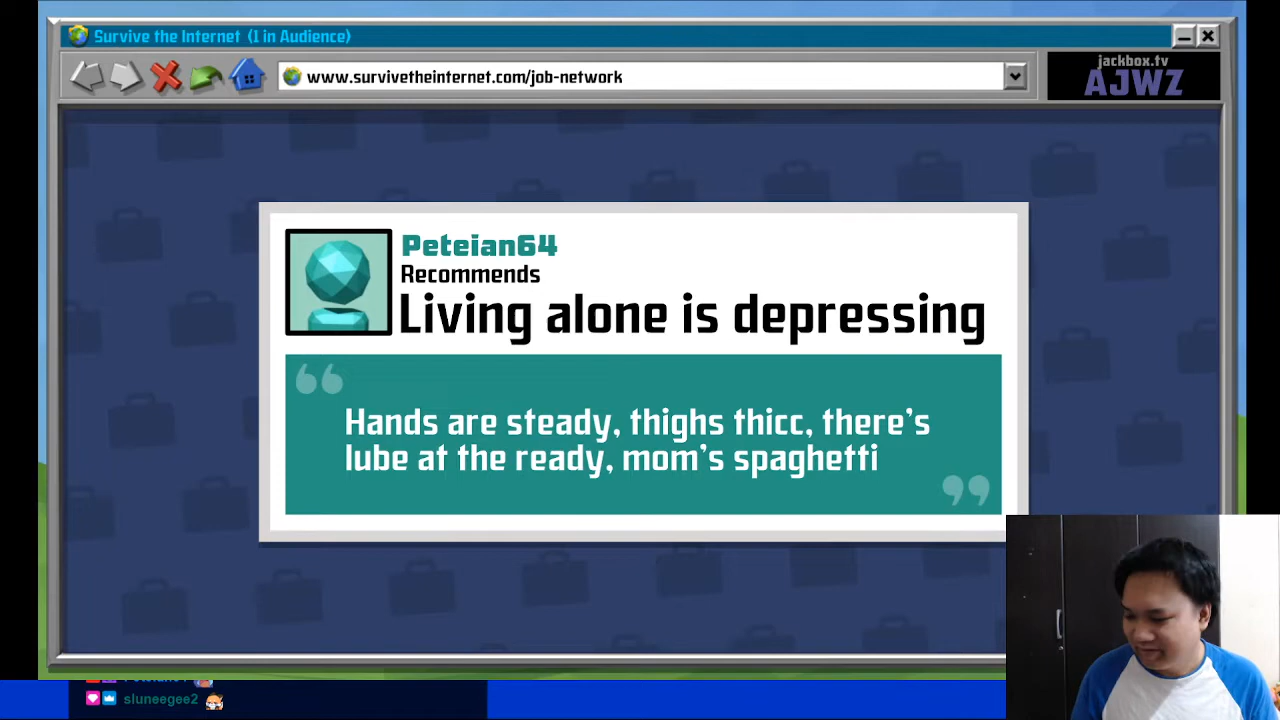 Survive the Internet (1 in Audience)
www.survivetheinternet.com/job-network
jackbox.tv
AJWZ
Peteian64
Recommends
Living alone is depressing
Hands are steady, thighs thicc, there's
lube at the ready, mom's spaghetti
sluneegee2